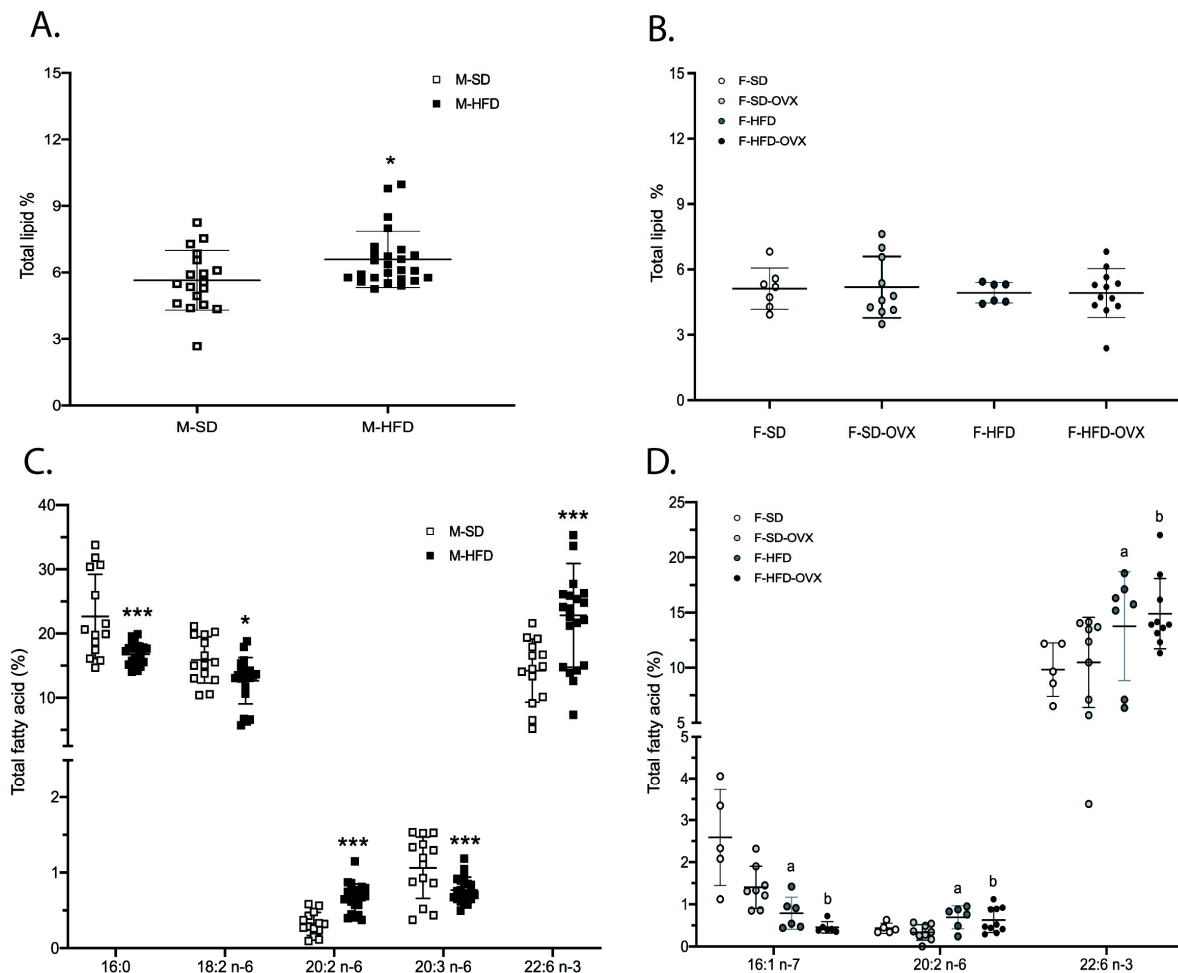 A.
15
12
9
6
3
0
Total lipid %
M-SD
M-HFD
*
M-SD
M-HFD
B.
15
12
9
6
3
0
Total lipid %
F-SD
F-SD-OVX
F-HFD
F-HFD-OVX
F-SD
F-SD-OVX
F-HFD
F-HFD-OVX
C.
40
30
20
10
2
1
0
Total fatty acid (%)
M-SD
M-HFD
***
*
***
***
***
16:0
18:2 n-6
20:2 n-6
20:3 n-6
22:6 n-3
D.
25
20
15
10
5
5
4
3
2
1
0
Total fatty acid (%)
F-SD
F-SD-OVX
F-HFD
F-HFD-OVX
a
b
a
b
a
b
16:1 n-7
20:2 n-6
22:6 n-3